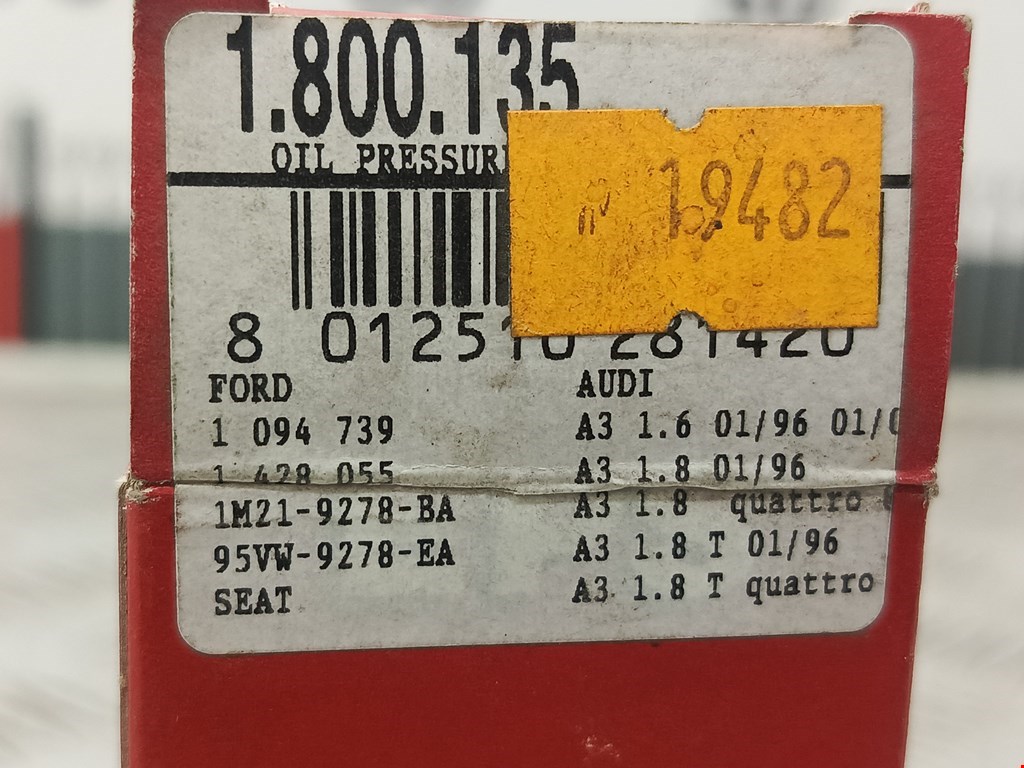 1.800.135
OIL PRESSUR
19482
8 012510 281420
FORD
1 094 739
1 428 055
1M21-9278-BA
95VW-9278-EA
SEAT
AUDI
A3 1.6 01/96 01/0
A3 1.8 01/96
A3 1.8 quattro
A3 1.8 T 01/96
A3 1.8 T quattro